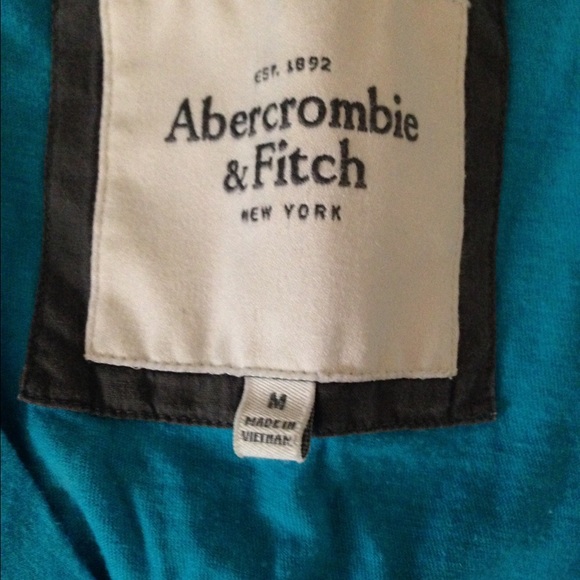 EST. 1892
Abercrombie
& Fitch
NEW YORK
M
MADE IN
VIETNAM